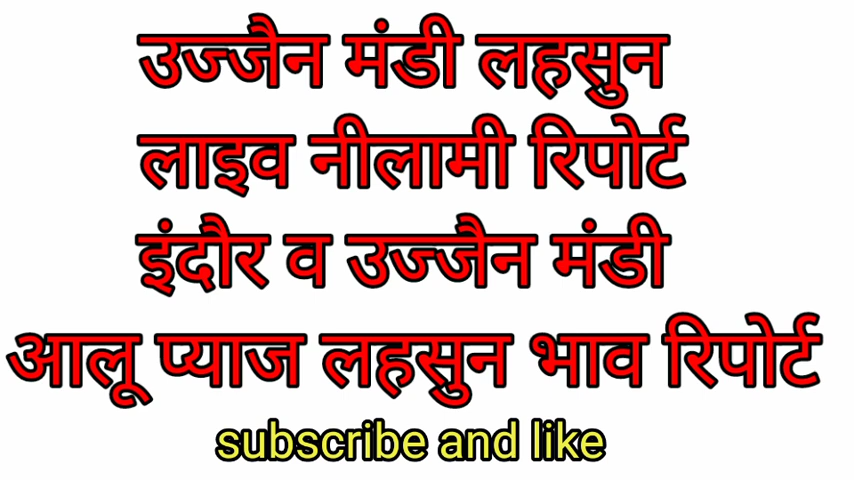 उज्जैन मंडी लहसुन
लाइव नीलामी रिपोर्ट
इंदौर व उज्जैन मंडी
आलू प्याज लहसुन भाव रिपोर्ट
subscribe and like